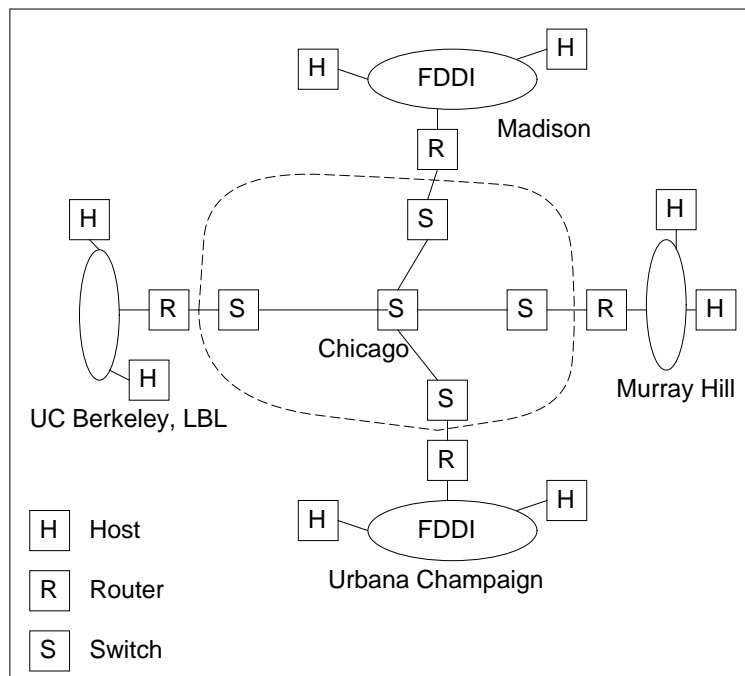 H
H
FDDI
Madison
R
H
S
H
R
S
S
S
R
H
Chicago
H
Murray Hill
UC Berkeley, LBL
S
R
H
H
FDDI
Urbana Champaign
H Host
R Router
S Switch